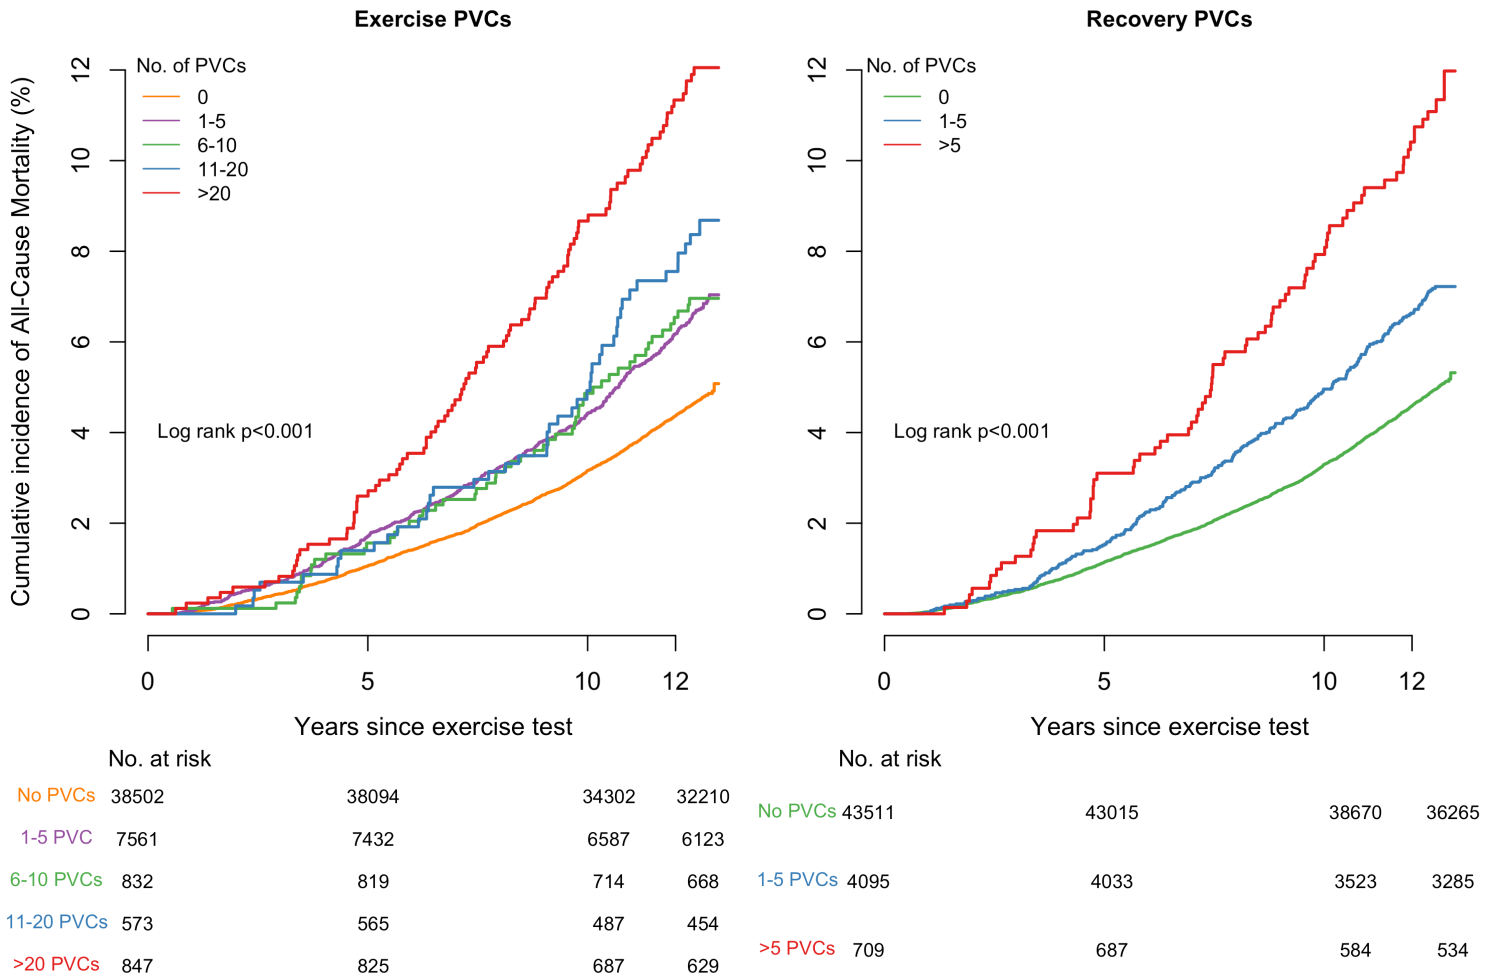 Exercise PVCs
Cumulative incidence of All-Cause Mortality (%)
12
10
8
6
4
2
0
No. of PVCs
0
1-5
6-10
11-20
>20
Log rank p<0.001
0 5 10 12
Years since exercise test
No. at risk
No PVCs 38502 38094 34302 32210
1-5 PVC 7561 7432 6587 6123
6-10 PVCs 832 819 714 668
11-20 PVCs 573 565 487 454
>20 PVCs 847 825 687 629
Recovery PVCs
12
10
8
6
4
2
0
No. of PVCs
0
1-5
>5
Log rank p<0.001
0 5 10 12
Years since exercise test
No. at risk
No PVCs 43511 43015 38670 36265
1-5 PVCs 4095 4033 3523 3285
>5 PVCs 709 687 584 534